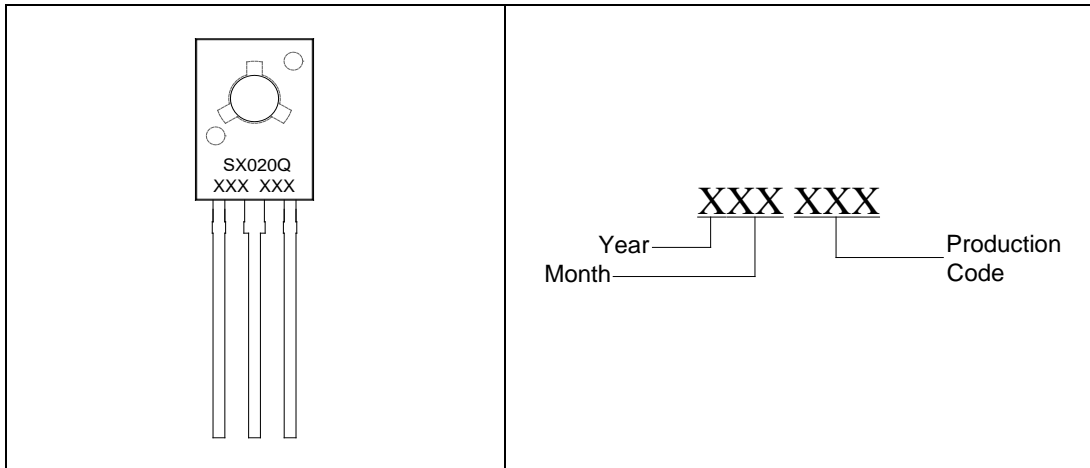 SX020Q
XXX XXX
XXX XXX
Year
Month
Production
Code